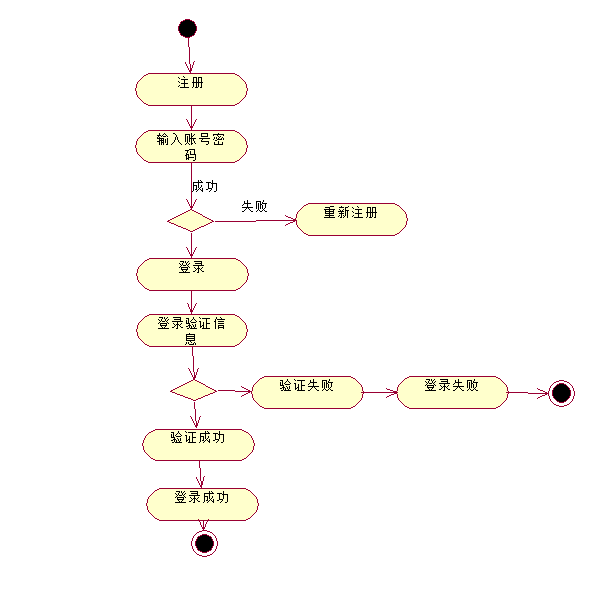 注册
输入账号密
码
成功
失败
重新注册
登录
登录验证信
息
验证失败
登录失败
验证成功
登录成功